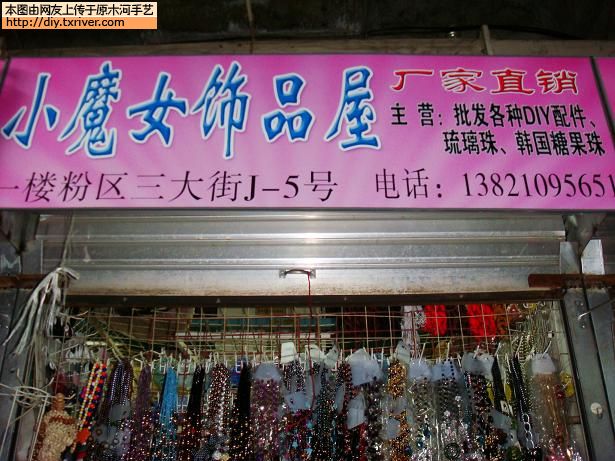 本图由网友上传于原木河手艺
http://diy.txriver.com
小魔女饰品屋
厂家直销
主营：批发各种DIY配件、
琉璃珠、韩国糖果珠
一楼粉区三大街J-5号 电话：13821095651